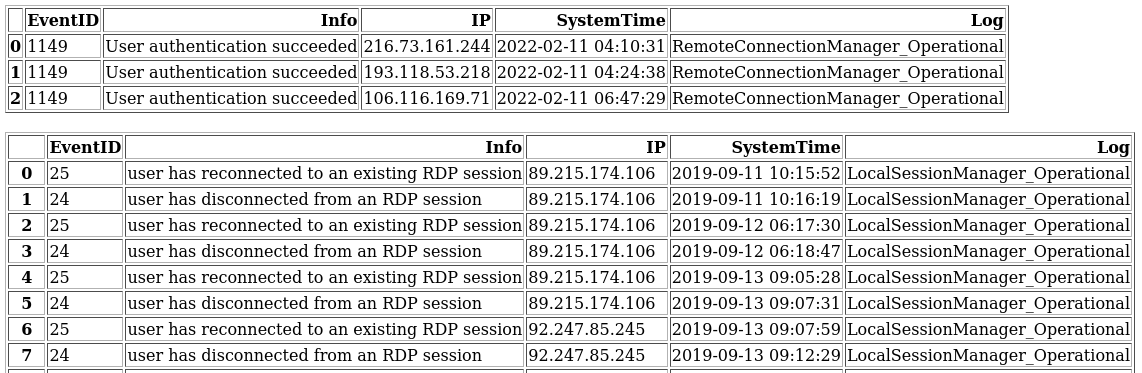 EventID Info IP SystemTime Log
0 1149 User authentication succeeded 216.73.161.244 2022-02-11 04:10:31 RemoteConnectionManager_Operational
1 1149 User authentication succeeded 193.118.53.218 2022-02-11 04:24:38 RemoteConnectionManager_Operational
2 1149 User authentication succeeded 106.116.169.71 2022-02-11 06:47:29 RemoteConnectionManager_Operational
EventID Info IP SystemTime Log
0 25 user has reconnected to an existing RDP session 89.215.174.106 2019-09-11 10:15:52 LocalSessionManager_Operational
1 24 user has disconnected from an RDP session 89.215.174.106 2019-09-11 10:16:19 LocalSessionManager_Operational
2 25 user has reconnected to an existing RDP session 89.215.174.106 2019-09-12 06:17:30 LocalSessionManager_Operational
3 24 user has disconnected from an RDP session 89.215.174.106 2019-09-12 06:18:47 LocalSessionManager_Operational
4 25 user has reconnected to an existing RDP session 89.215.174.106 2019-09-13 09:05:28 LocalSessionManager_Operational
5 24 user has disconnected from an RDP session 89.215.174.106 2019-09-13 09:07:31 LocalSessionManager_Operational
6 25 user has reconnected to an existing RDP session 92.247.85.245 2019-09-13 09:07:59 LocalSessionManager_Operational
7 24 user has disconnected from an RDP session 92.247.85.245 2019-09-13 09:12:29 LocalSessionManager_Operational